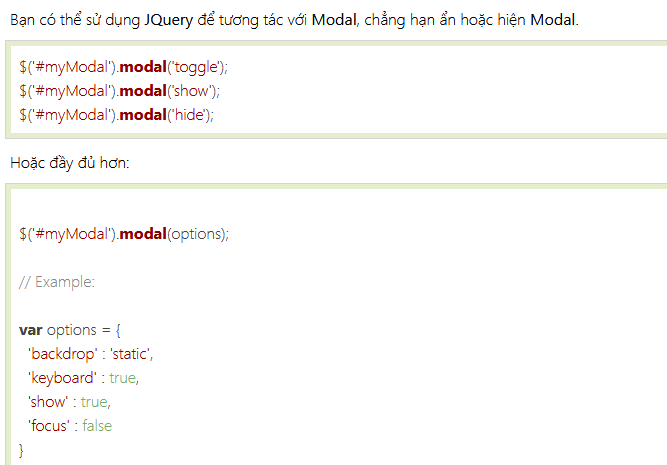 Bạn có thể sử dụng JQuery để tương tác với Modal, chẳng hạn ẩn hoặc hiện Modal.
$('#myModal').modal('toggle');
$('#myModal').modal('show');
$('#myModal').modal('hide');
Hoặc đầy đủ hơn:
$('#myModal').modal(options);
// Example:
var options = {
'backdrop' : 'static',
'keyboard' : true,
'show' : true,
'focus' : false
}